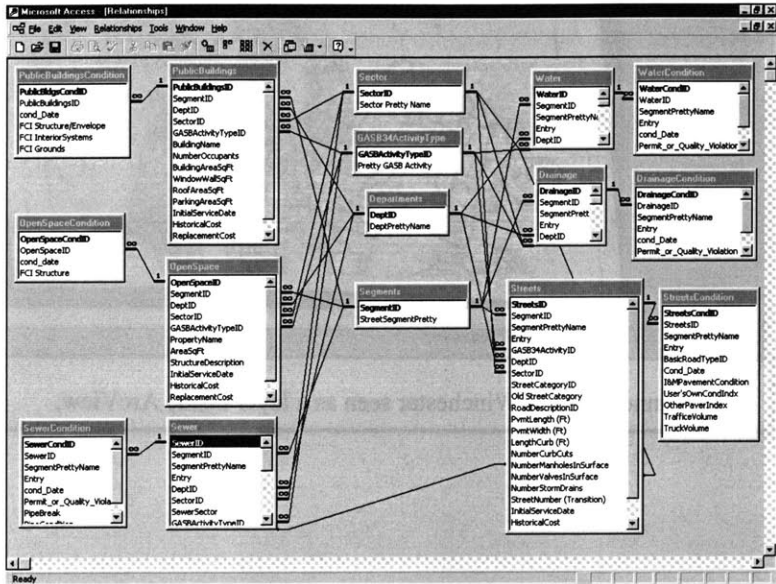 Microsoft Access - [Relationships]
File Edit View Relationships Tools Window Help
PublicBuildingsCondition
PublicBldgsCondID
PublicBuildingsID
cond_Date
FCI Structure/Envelope
FCI InteriorSystems
FCI Grounds
PublicBuildings
PublicBuildingsID
SegmentID
DeptID
SectorID
GASBActivityTypeID
BuildingName
NumberOccupants
BuildingAreaSqFt
WindowWallSqFt
RoofAreaSqFt
ParkingAreaSqFt
InitialServiceDate
HistoricalCost
ReplacementCost
Sector
SectorID
Sector Pretty Name
GASB34ActivityType
GASBActivityTypeID
Pretty GASB Activity
Departments
DeptID
DeptPrettyName
Segments
SegmentID
StreetSegmentPretty
Water
WaterID
SegmentID
SegmentPrettyNa
Entry
DeptID
WaterCondition
WaterCondID
WaterID
SegmentPrettyName
Entry
cond_Date
Permit_or_Quality_Violation
Drainage
DrainageID
SegmentID
SegmentPrett
Entry
DeptID
DrainageCondition
DrainageCondID
DrainageID
SegmentPrettyName
Entry
cond_Date
Permit_or_Quality_Violation
OpenSpaceCondition
OpenSpaceCondID
OpenSpaceID
cond_date
FCI Structure
OpenSpace
OpenSpaceID
SegmentID
DeptID
SectorID
GASBActivityTypeID
PropertyName
AreaSqFt
StructureDescription
InitialServiceDate
HistoricalCost
ReplacementCost
Streets
StreetsID
SegmentID
SegmentPrettyName
Entry
GASB34ActivityID
DeptID
SectorID
StreetCategoryID
Old StreetCategory
RoadDescriptionID
PvmtLength (Ft)
PvmtWidth (Ft)
LengthCurb (Ft)
NumberCurbCuts
NumberManholesInSurface
NumberValvesInSurface
NumberStormDrains
StreetNumber (Transition)
InitialServiceDate
HistoricalCost
StreetsCondition
StreetsCondID
StreetsID
SegmentPrettyName
Entry
BasicRoadTypeID
Cond_Date
I&MPavementCondition
User'sOwnCondIndx
OtherPaverIndex
TrafficeVolume
TruckVolume
SewerCondition
SewerCondID
SewerID
SegmentPrettyName
Entry
cond_Date
Permit_or_Quality_Viola
PipeBreak
Sewer
SewerID
SegmentID
SegmentPrettyName
Entry
DeptID
SectorID
SewerSector
GASBActivityTypeID
Ready